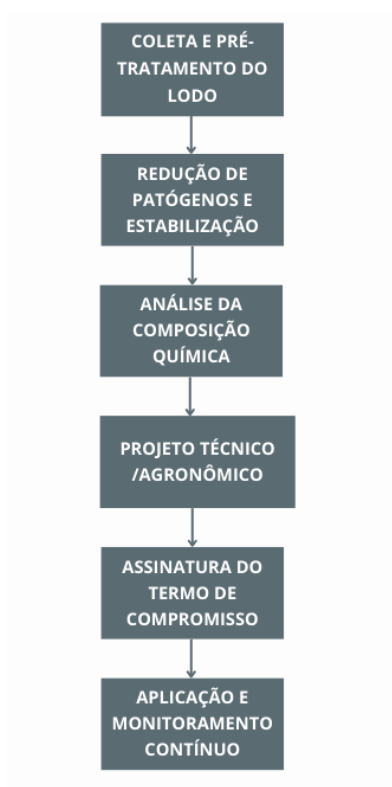 COLETA E PRÉ-
TRATAMENTO DO
LODO
REDUÇÃO DE
PATÓGENOS E
ESTABILIZAÇÃO
ANÁLISE DA
COMPOSIÇÃO
QUÍMICA
PROJETO TÉCNICO
/AGRONÔMICO
ASSINATURA DO
TERMO DE
COMPROMISSO
APLICAÇÃO E
MONITORAMENTO
CONTÍNUO